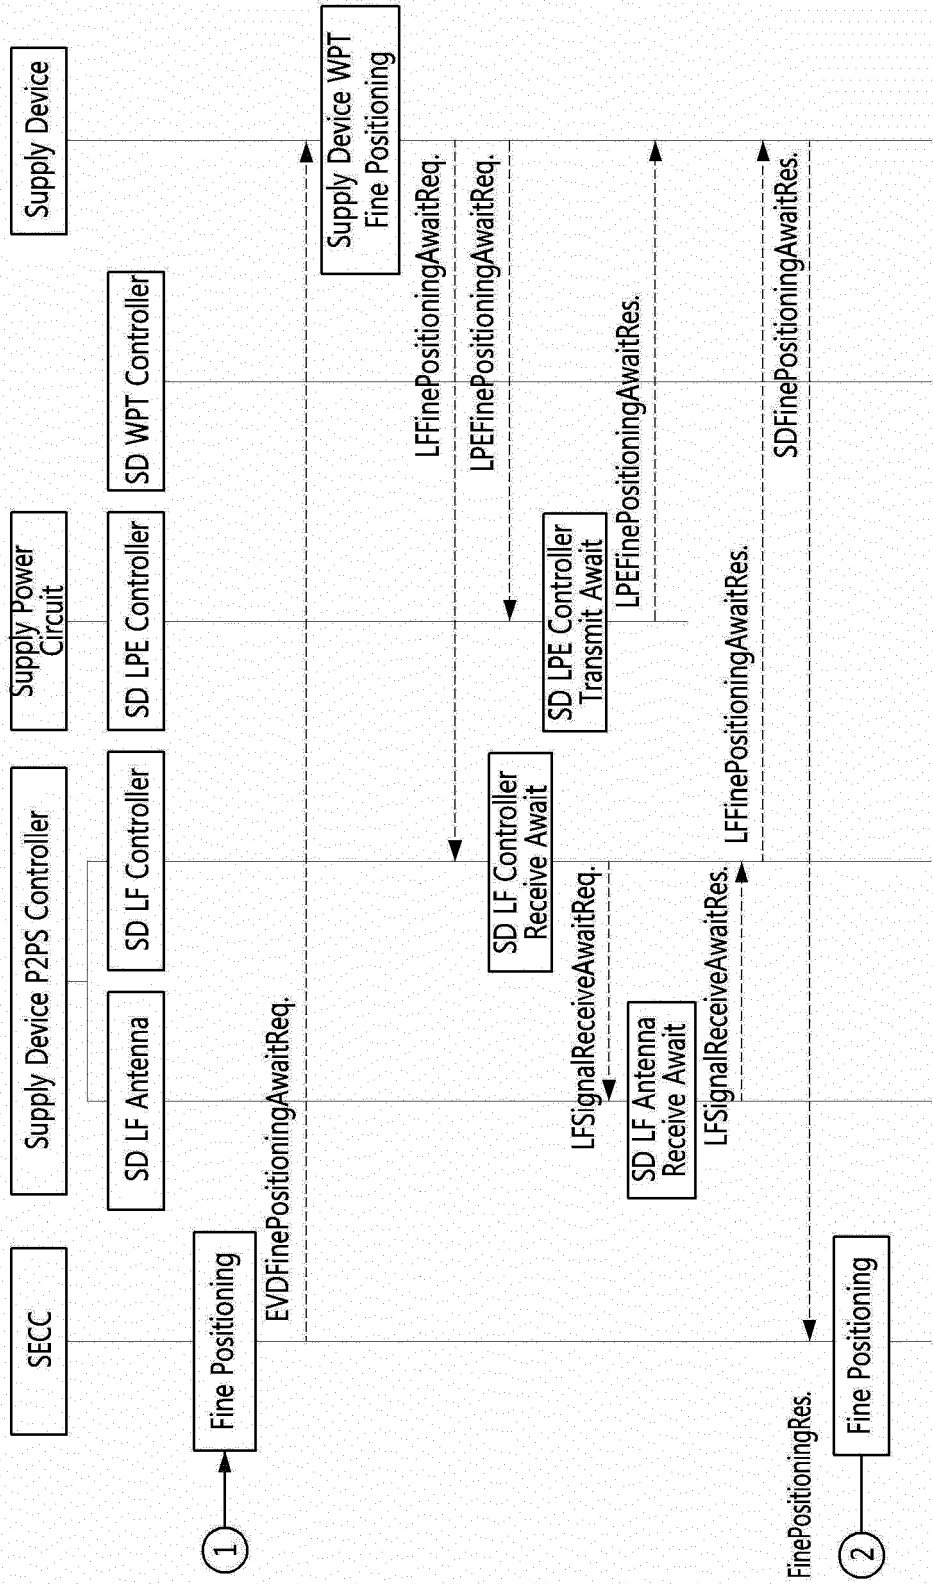 SECC
Supply Device P2PS Controller
Supply Power
Circuit
Supply Device
SD LF Antenna
SD LF Controller
SD LPE Controller
SD WPT Controller
1
Fine Positioning
EVDFinePositioningAwaitReq.
Supply Device WPT
Fine Positioning
LFFinePositioningAwaitReq.
LPEFinePositioningAwaitReq.
SD LF Controller
Receive Await
SD LPE Controller
Transmit Await
LFSignalReceiveAwaitReq.
LPEFinePositioningAwaitRes.
SD LF Antenna
Receive Await
LFSignalReceiveAwaitRes.
LFFinePositioningAwaitRes.
SDFinePositioningAwaitRes.
FinePositioningRes.
2
Fine Positioning